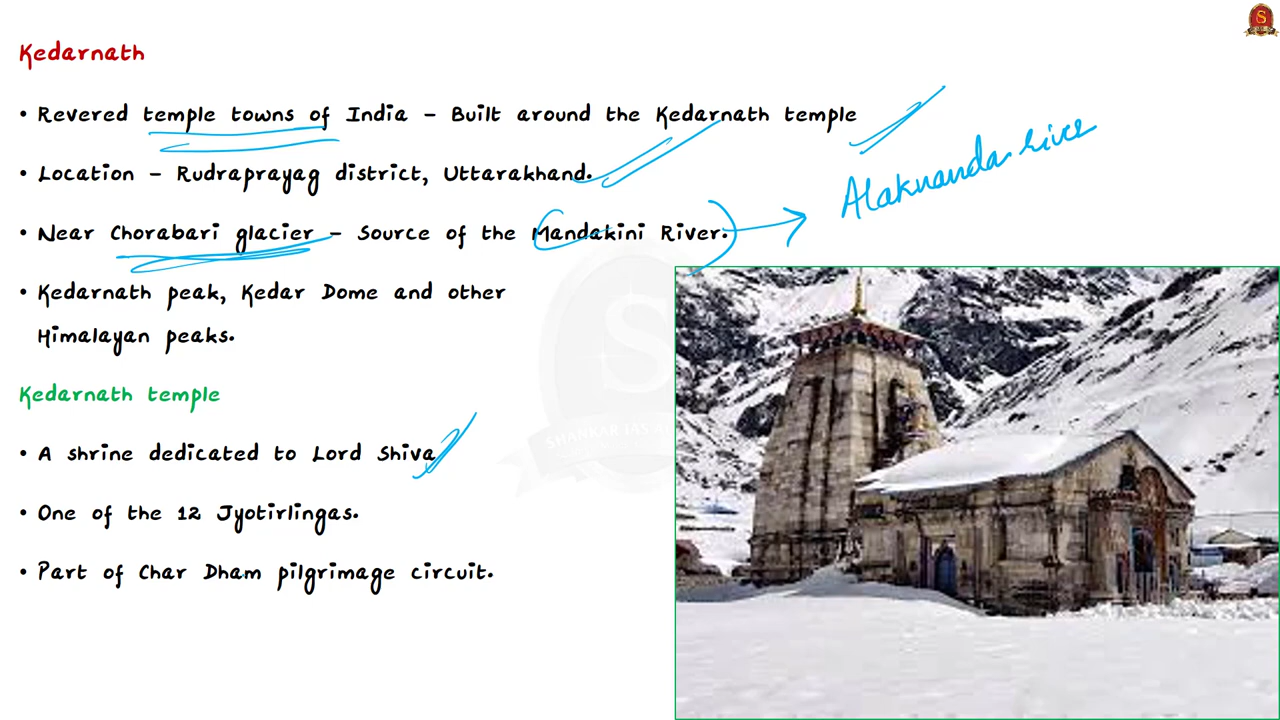 Kedarnath
• Revered temple towns of India - Built around the Kedarnath temple
• Location - Rudraprayag district, Uttarakhand.
Alaknanda river
• Near Chorabari glacier - Source of the Mandakini River.
• Kedarnath peak, Kedar Dome and other
Himalayan peaks.
Kedarnath temple
• A shrine dedicated to Lord Shiva
• One of the 12 Jyotirlingas.
• Part of Char Dham pilgrimage circuit.
S
SHANKAR IAS